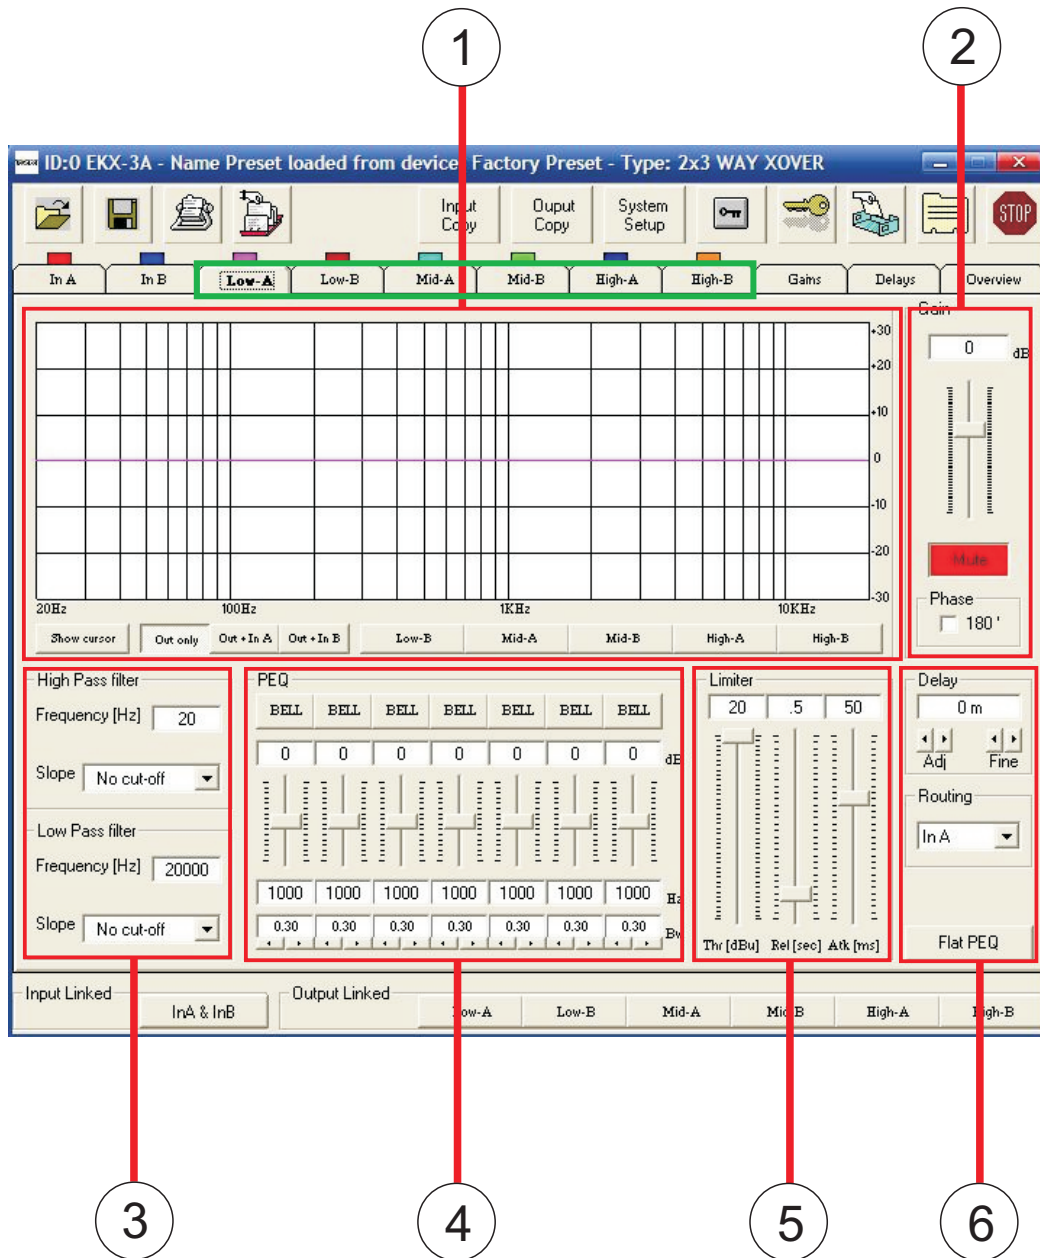 1 2
ID:0 EKX-3A - Name Preset loaded from device Factory Preset - Type: 2x3 WAY XOVER
Input Copy Ouput Copy System Setup STOP
In A In B Low-A Low-B Mid-A Mid-B High-A High-B Gains Delays Overview
Gain
0 dB
+30
+20
+10
0
-10
-20
-30
Mute
Phase
180 '
20Hz 100Hz 1KHz 10KHz
Show cursor Out only Out + In A Out + In B Low-B Mid-A Mid-B High-A High-B
High Pass filter
Frequency [Hz] 20
Slope No cut-off
Low Pass filter
Frequency [Hz] 20000
Slope No cut-off
PEQ
BELL BELL BELL BELL BELL BELL BELL
0 0 0 0 0 0 0 dB
1000 1000 1000 1000 1000 1000 1000 Hz
0.30 0.30 0.30 0.30 0.30 0.30 0.30 Bw
Limiter
20 .5 50
Thr [dBu] Rel [sec] Atk [ms]
Delay
0 m
Adj Fine
Routing
In A
Flat PEQ
Input Linked InA & InB Output Linked Low-A Low-B Mid-A Mid-B High-A High-B
3 4 5 6